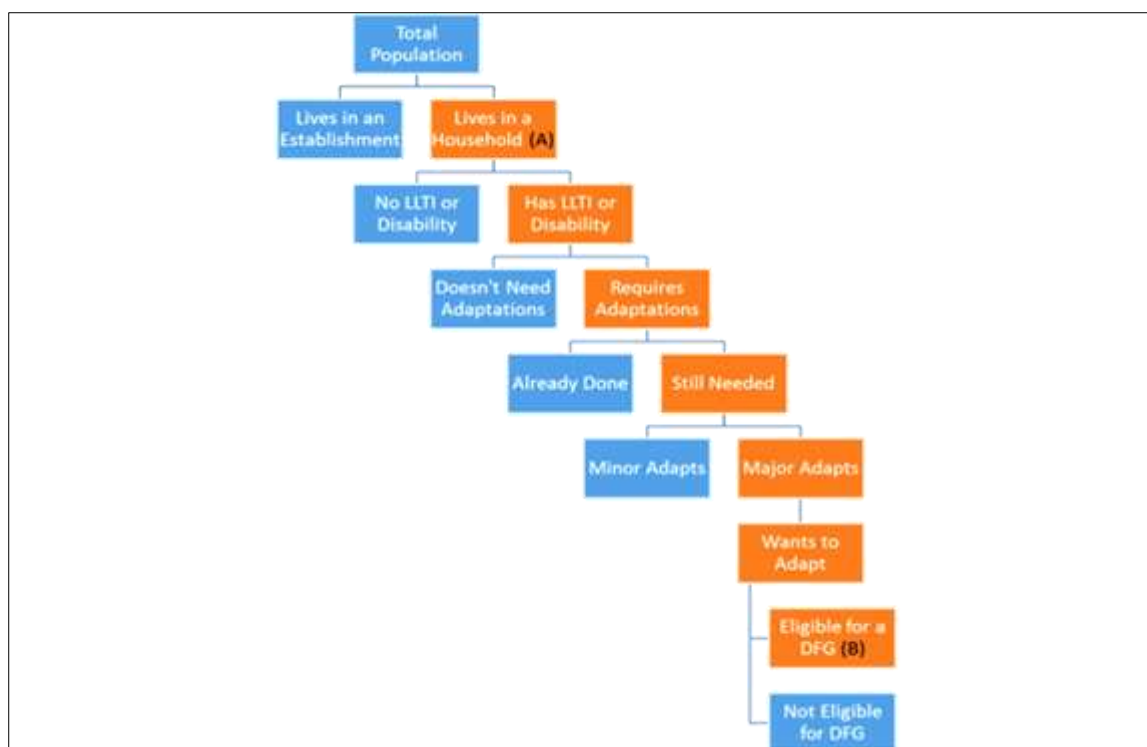 Total
Population
Lives in an
Establishment
Lives in a
Household (A)
No LLTI or
Disability
Has LLTI or
Disability
Doesn't Need
Adaptations
Requires
Adaptations
Already Done
Still Needed
Minor Adapts
Major Adapts
Wants to
Adapt
Eligible for a
DFG (B)
Not Eligible
for DFG